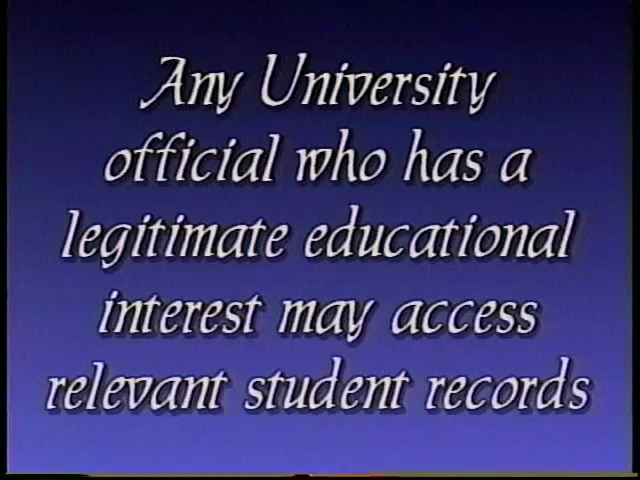 Any University
official who has a
legitimate educational
interest may access
relevant student records